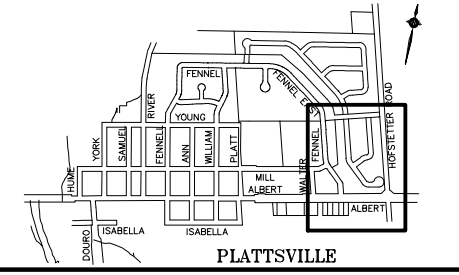 FENNEL
FENNEL EAST
RIVER
YOUNG
HOFSTETTER ROAD
YORK
SAMUEL
FENNELL
ANN
WILLIAM
PLATT
WALTER
FENNEL
HUME
MILL
ALBERT
ALBERT
DOURO
ISABELLA
ISABELLA
PLATTSVILLE